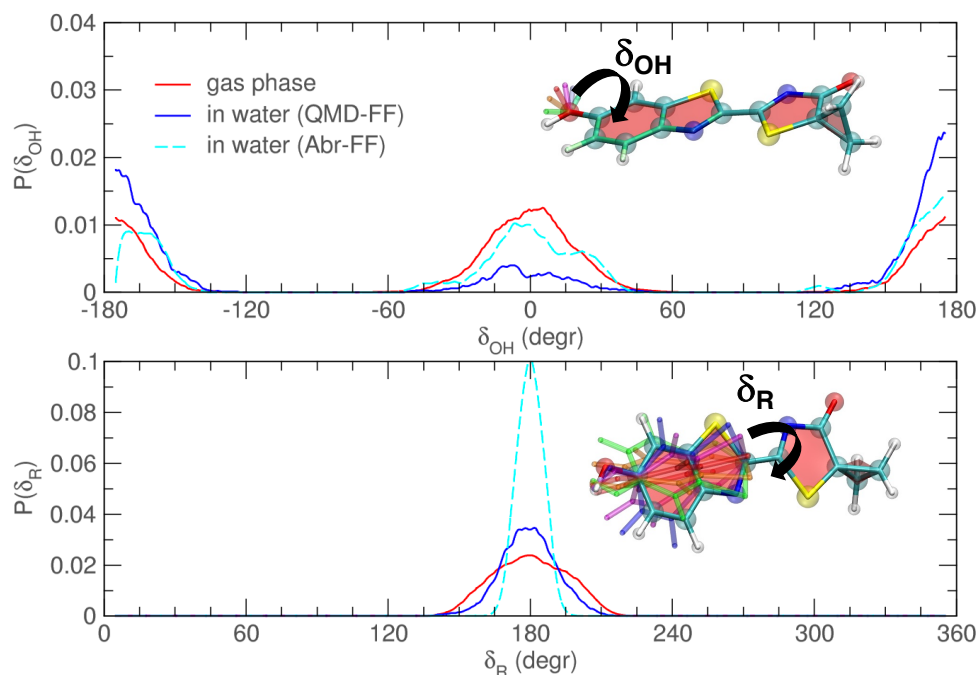 0.04
0.03
0.02
0.01
0
P(δOH)
gas phase
in water (QMD-FF)
in water (Abr-FF)
δOH
-180 -120 -60 0 60 120 180
δOH (degr)
0.1
0.08
0.06
0.04
0.02
0
P(δR)
δR
0 60 120 180 240 300 360
δR (degr)